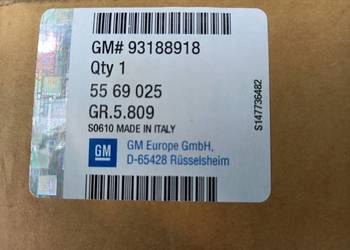 GM# 93188918
Qty 1
55 69 025
GR.5.809
S0610 MADE IN ITALY
GM
GM Europe GmbH,
D-65428 Rüsselsheim
S147736482